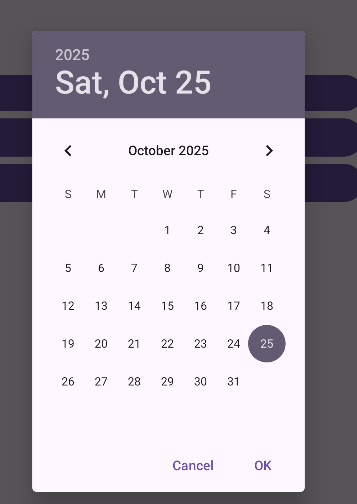 2025
Sat, Oct 25
October 2025
S M T W T F S
1 2 3 4
5 6 7 8 9 10 11
12 13 14 15 16 17 18
19 20 21 22 23 24 25
26 27 28 29 30 31
Cancel OK